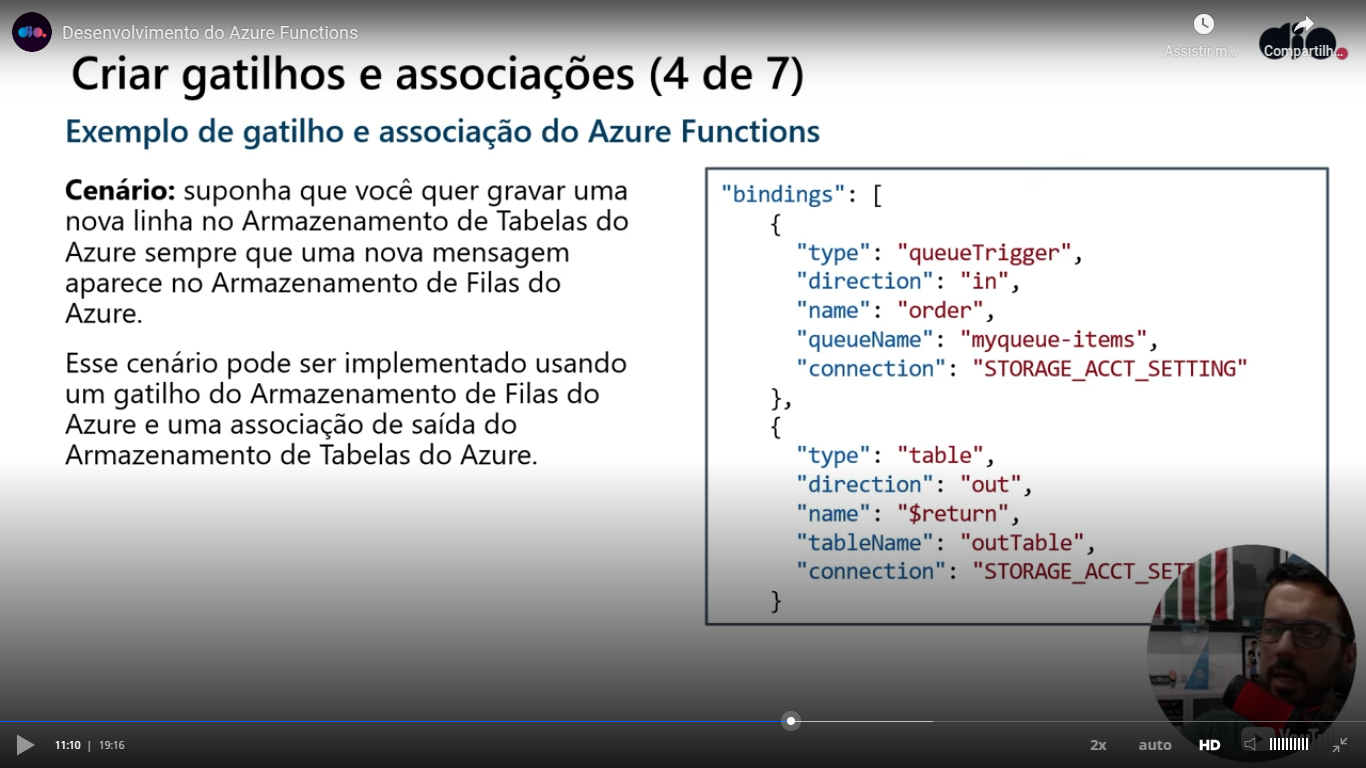 Desenvolvimento do Azure Functions
Assistir m...
Compartilh...
dio
Criar gatilhos e associações (4 de 7)
Exemplo de gatilho e associação do Azure Functions
Cenário: suponha que você quer gravar uma
nova linha no Armazenamento de Tabelas do
Azure sempre que uma nova mensagem
aparece no Armazenamento de Filas do
Azure.
Esse cenário pode ser implementado usando
um gatilho do Armazenamento de Filas do
Azure e uma associação de saída do
Armazenamento de Tabelas do Azure.
"bindings": [
{
"type": "queueTrigger",
"direction": "in",
"name": "order",
"queueName": "myqueue-items",
"connection": "STORAGE_ACCT_SETTING"
},
{
"type": "table",
"direction": "out",
"name": "$return",
"tableName": "outTable",
"connection": "STORAGE_ACCT_SETT
}
11:10 | 19:16
2x
auto
HD